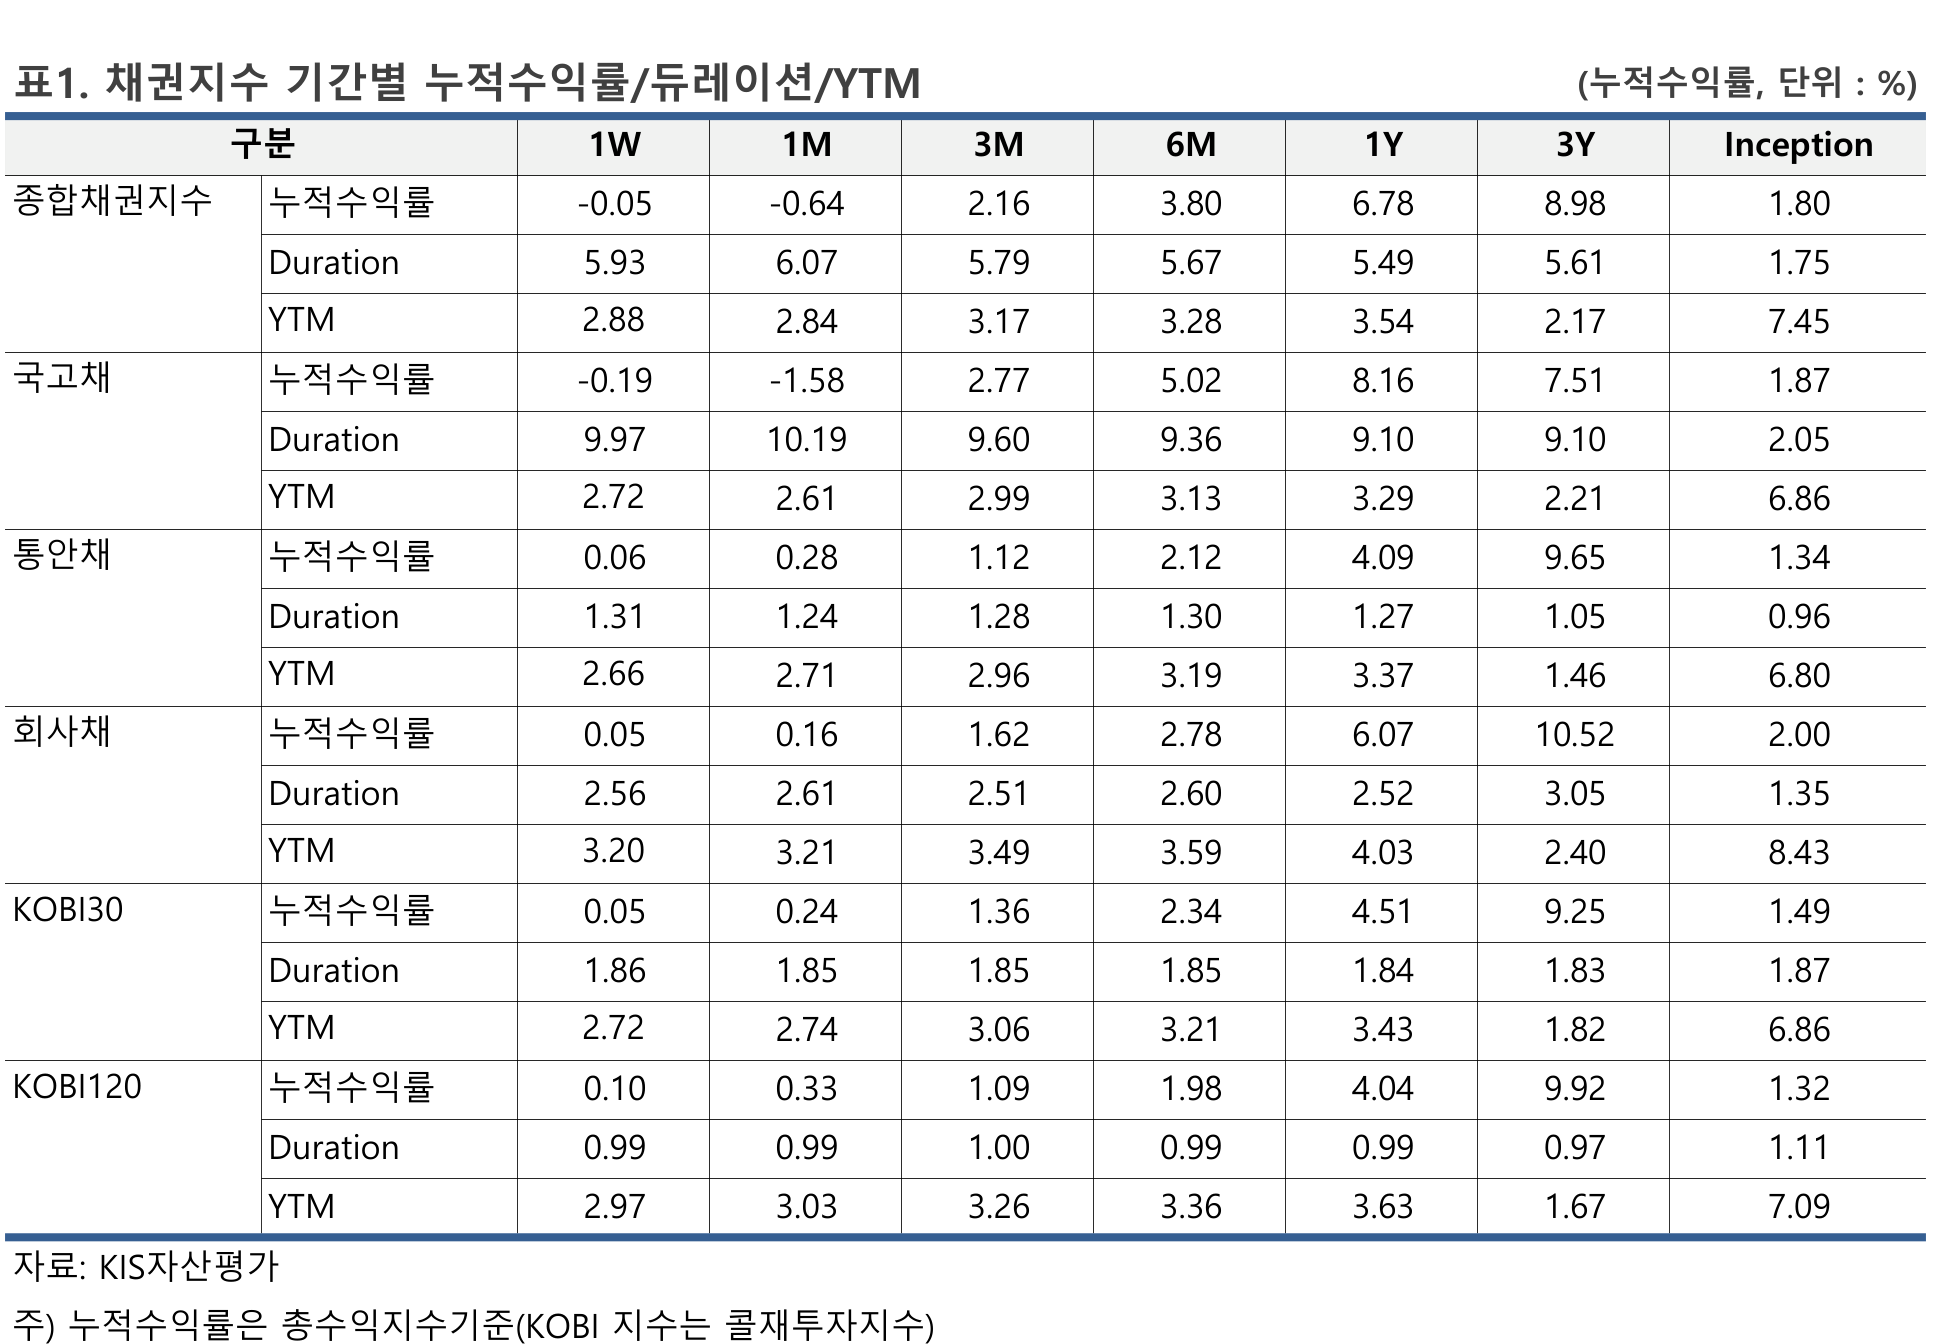 표1. 채권지수 기간별 누적수익률/듀레이션/YTM (누적수익률, 단위 : %)
구분 1W 1M 3M 6M 1Y 3Y Inception
종합채권지수 누적수익률 -0.05 -0.64 2.16 3.80 6.78 8.98 1.80
Duration 5.93 6.07 5.79 5.67 5.49 5.61 1.75
YTM 2.88 2.84 3.17 3.28 3.54 2.17 7.45
국고채 누적수익률 -0.19 -1.58 2.77 5.02 8.16 7.51 1.87
Duration 9.97 10.19 9.60 9.36 9.10 9.10 2.05
YTM 2.72 2.61 2.99 3.13 3.29 2.21 6.86
통안채 누적수익률 0.06 0.28 1.12 2.12 4.09 9.65 1.34
Duration 1.31 1.24 1.28 1.30 1.27 1.05 0.96
YTM 2.66 2.71 2.96 3.19 3.37 1.46 6.80
회사채 누적수익률 0.05 0.16 1.62 2.78 6.07 10.52 2.00
Duration 2.56 2.61 2.51 2.60 2.52 3.05 1.35
YTM 3.20 3.21 3.49 3.59 4.03 2.40 8.43
KOBI30 누적수익률 0.05 0.24 1.36 2.34 4.51 9.25 1.49
Duration 1.86 1.85 1.85 1.85 1.84 1.83 1.87
YTM 2.72 2.74 3.06 3.21 3.43 1.82 6.86
KOBI120 누적수익률 0.10 0.33 1.09 1.98 4.04 9.92 1.32
Duration 0.99 0.99 1.00 0.99 0.99 0.97 1.11
YTM 2.97 3.03 3.26 3.36 3.63 1.67 7.09
자료: KIS자산평가
주) 누적수익률은 총수익지수기준(KOBI 지수는 콜재투자지수)